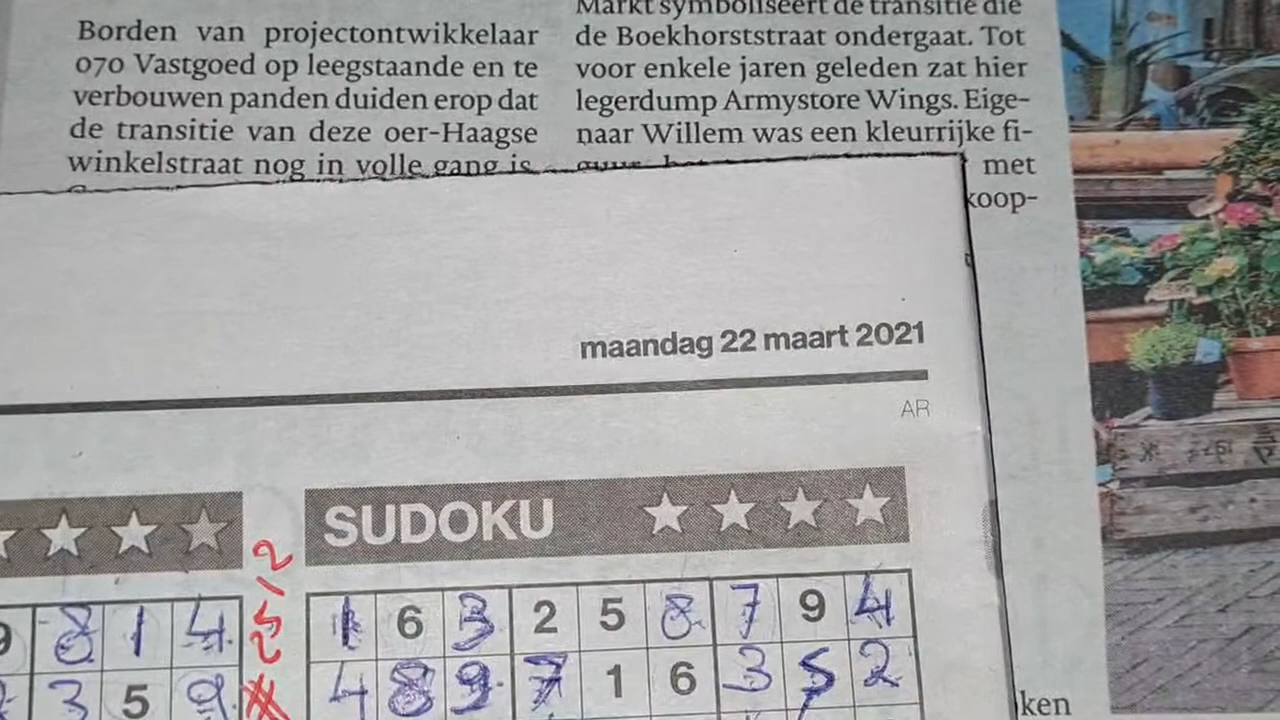 Borden van projectontwikkelaar
070 Vastgoed op leegstaande en te
verbouwen panden duiden erop dat
de transitie van deze oer-Haagse
winkelstraat nog in volle gang is.
Markt symboliseert de transitie die
de Boekhorststraat ondergaat. Tot
voor enkele jaren geleden zat hier
legerdump Armystore Wings. Eige-
naar Willem was een kleurrijke fi-
met
koop-
maandag 22 maart 2021
AR
SUDOKU
9 8 1 4
3 5 9
2512
1 6 3 2 5 8 7 9 4
4 8 9 7 1 6 3 5 2
ken